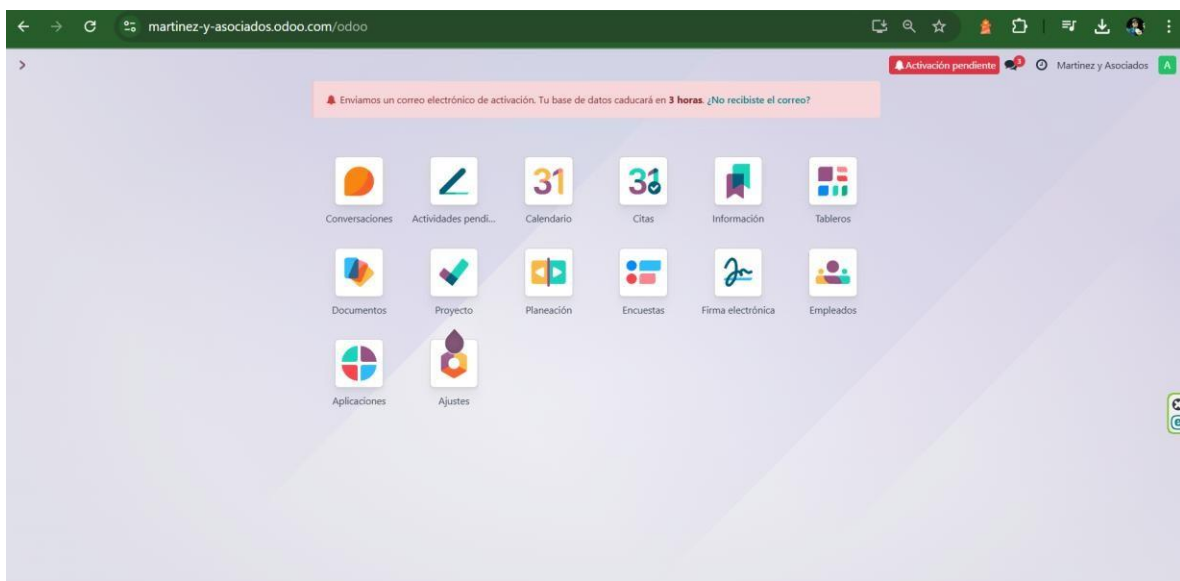 martinez-y-asociados.odoo.com/odoo
Activación pendiente 3 Martinez y Asociados A
Enviamos un correo electrónico de activación. Tu base de datos caducará en 3 horas. ¿No recibiste el correo?
31 31
Conversaciones Actividades pendi... Calendario Citas Información Tableros
Documentos Proyecto Planeación Encuestas Firma electrónica Empleados
Aplicaciones Ajustes